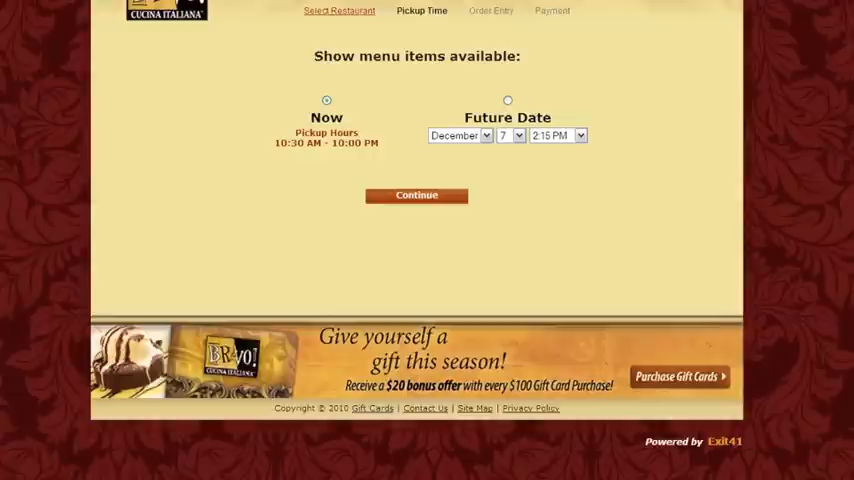 BRAVO!
CUCINA ITALIANA™
Select Restaurant Pickup Time Order Entry Payment
Show menu items available:
Now Future Date
Pickup Hours
10:30 AM - 10:00 PM
December 7 2:15 PM
Continue
Give yourself a
gift this season!
BRAVO!
CUCINA ITALIANA
Receive a $20 bonus offer with every $100 Gift Card Purchase!
Purchase Gift Cards
Copyright © 2010 Gift Cards | Contact Us | Site Map | Privacy Policy
Powered by Exit41